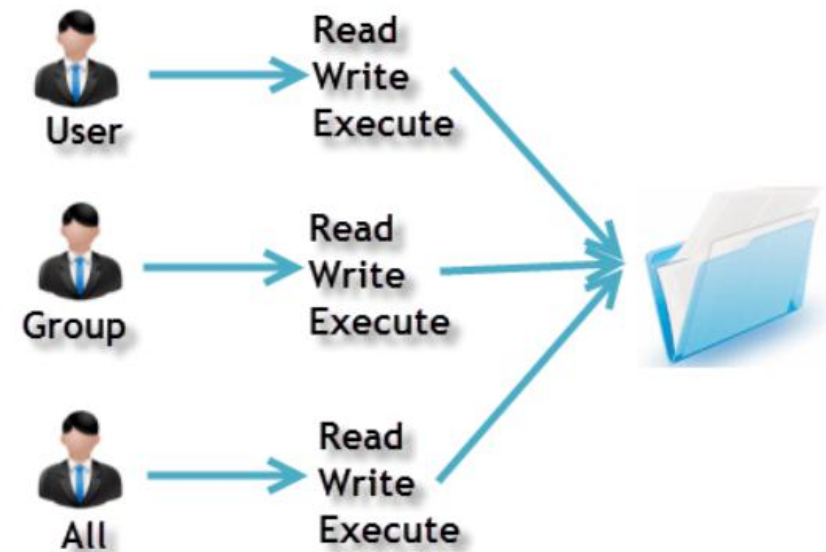 Read
Write
Execute
User
Read
Write
Execute
Group
Read
Write
Execute
All